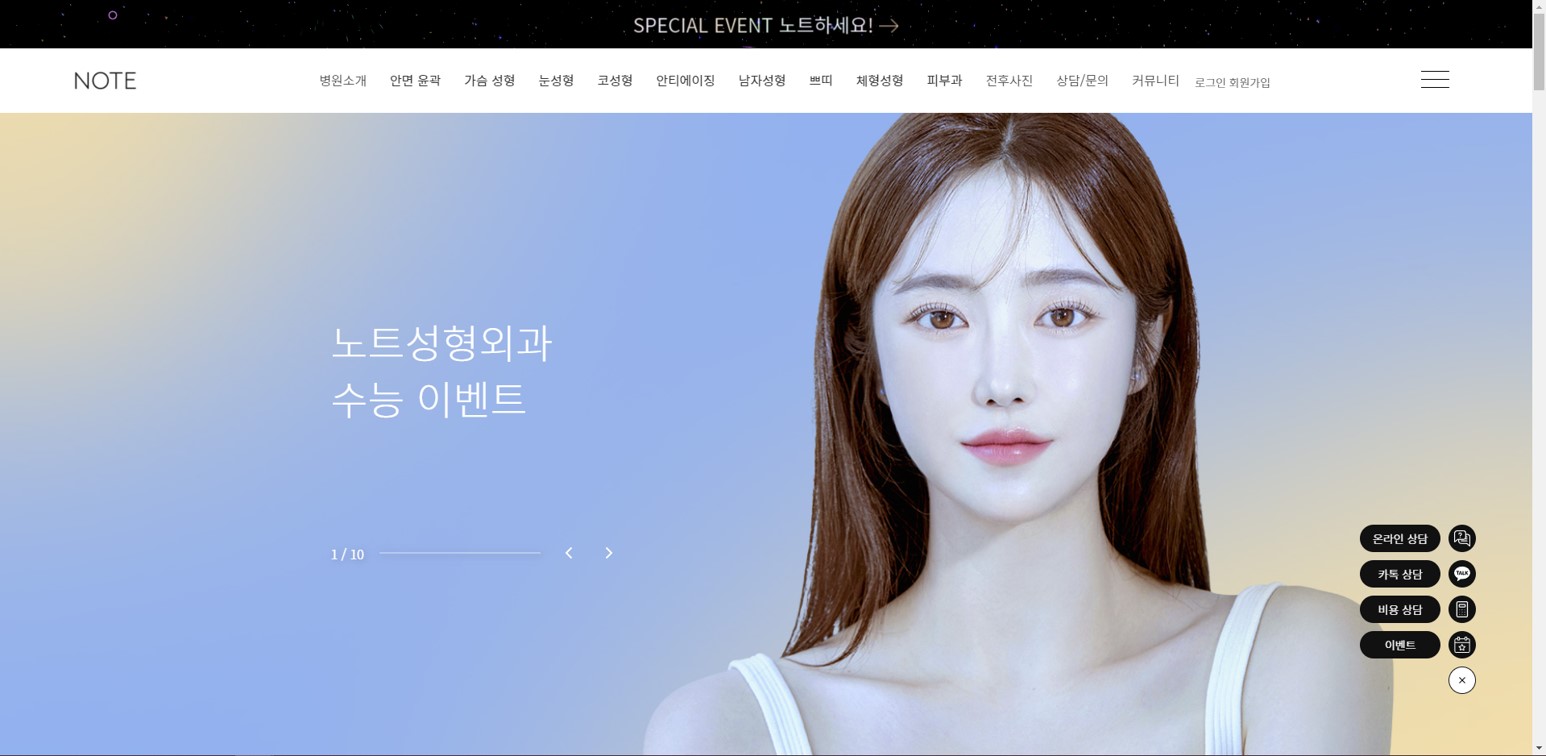 SPECIAL EVENT 노트하세요!
NOTE
병원소개 안면 윤곽 가슴 성형 눈성형 코성형 안티에이징 남자성형 쁘띠 체형성형 피부과 전후사진 상담/문의 커뮤니티 로그인 회원가입
노트성형외과
수능 이벤트
1 / 10
온라인 상담
카톡 상담
TALK
비용 상담
이벤트